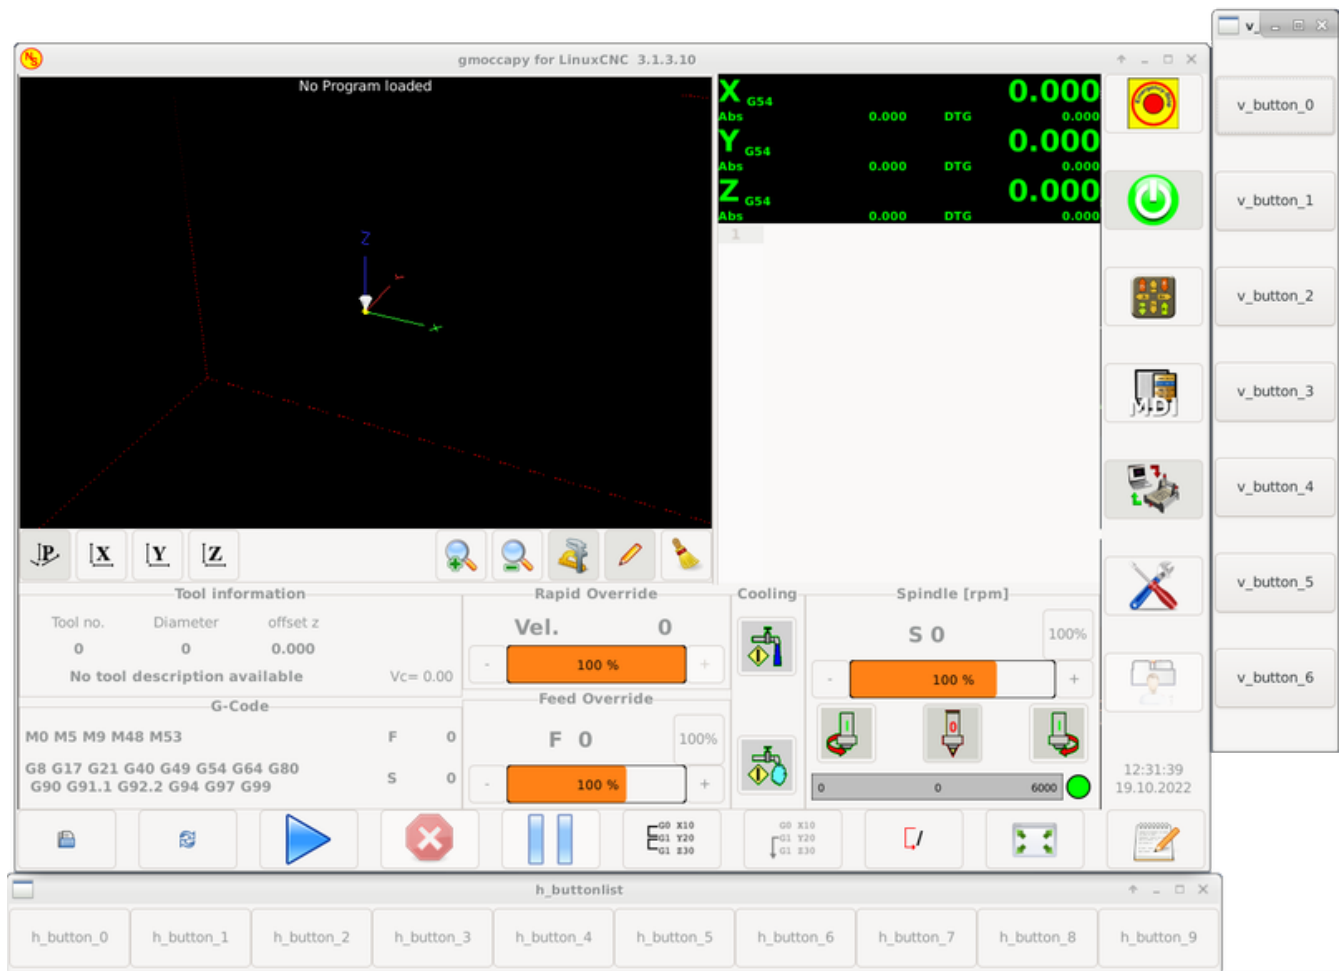 gmoccapy for LinuxCNC 3.1.3.10
v_
No Program loaded
X G54 0.000
Abs 0.000 DTG 0.000
Y G54 0.000
Abs 0.000 DTG 0.000
Z G54 0.000
Abs 0.000 DTG 0.000
1
Z
Y
X
v_button_0
v_button_1
v_button_2
v_button_3
v_button_4
v_button_5
v_button_6
MDI
P
X
Y
Z
Tool information
Tool no. Diameter offset z
0 0 0.000
No tool description available Vc= 0.00
G-Code
M0 M5 M9 M48 M53 F 0
G8 G17 G21 G40 G49 G54 G64 G80
G90 G91.1 G92.2 G94 G97 G99
S 0
Rapid Override
Vel. 0
- 100 % +
Feed Override
F 0 100%
- 100 % +
Cooling
Spindle [rpm]
S 0 100%
- 100 % +
0 0 6000
12:31:39
19.10.2022
G0 X10
G1 Y20
G1 Z30
G0 X10
G1 Y20
G1 Z30
h_buttonlist
h_button_0 h_button_1 h_button_2 h_button_3 h_button_4 h_button_5 h_button_6 h_button_7 h_button_8 h_button_9